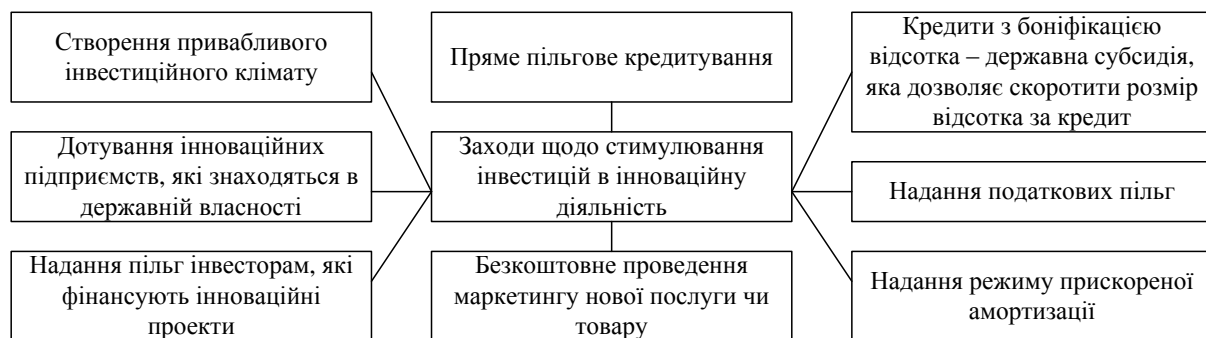 Створення привабливого
інвестиційного клімату
Пряме пільгове кредитування
Кредити з боніфікацією
відсотка – державна субсидія,
яка дозволяє скоротити розмір
відсотка за кредит
Дотування інноваційних
підприємств, які знаходяться в
державній власності
Заходи щодо стимулювання
інвестицій в інноваційну
діяльність
Надання податкових пільг
Надання пільг інвесторам, які
фінансують інноваційні
проекти
Безкоштовне проведення
маркетингу нової послуги чи
товару
Надання режиму прискореної
амортизації